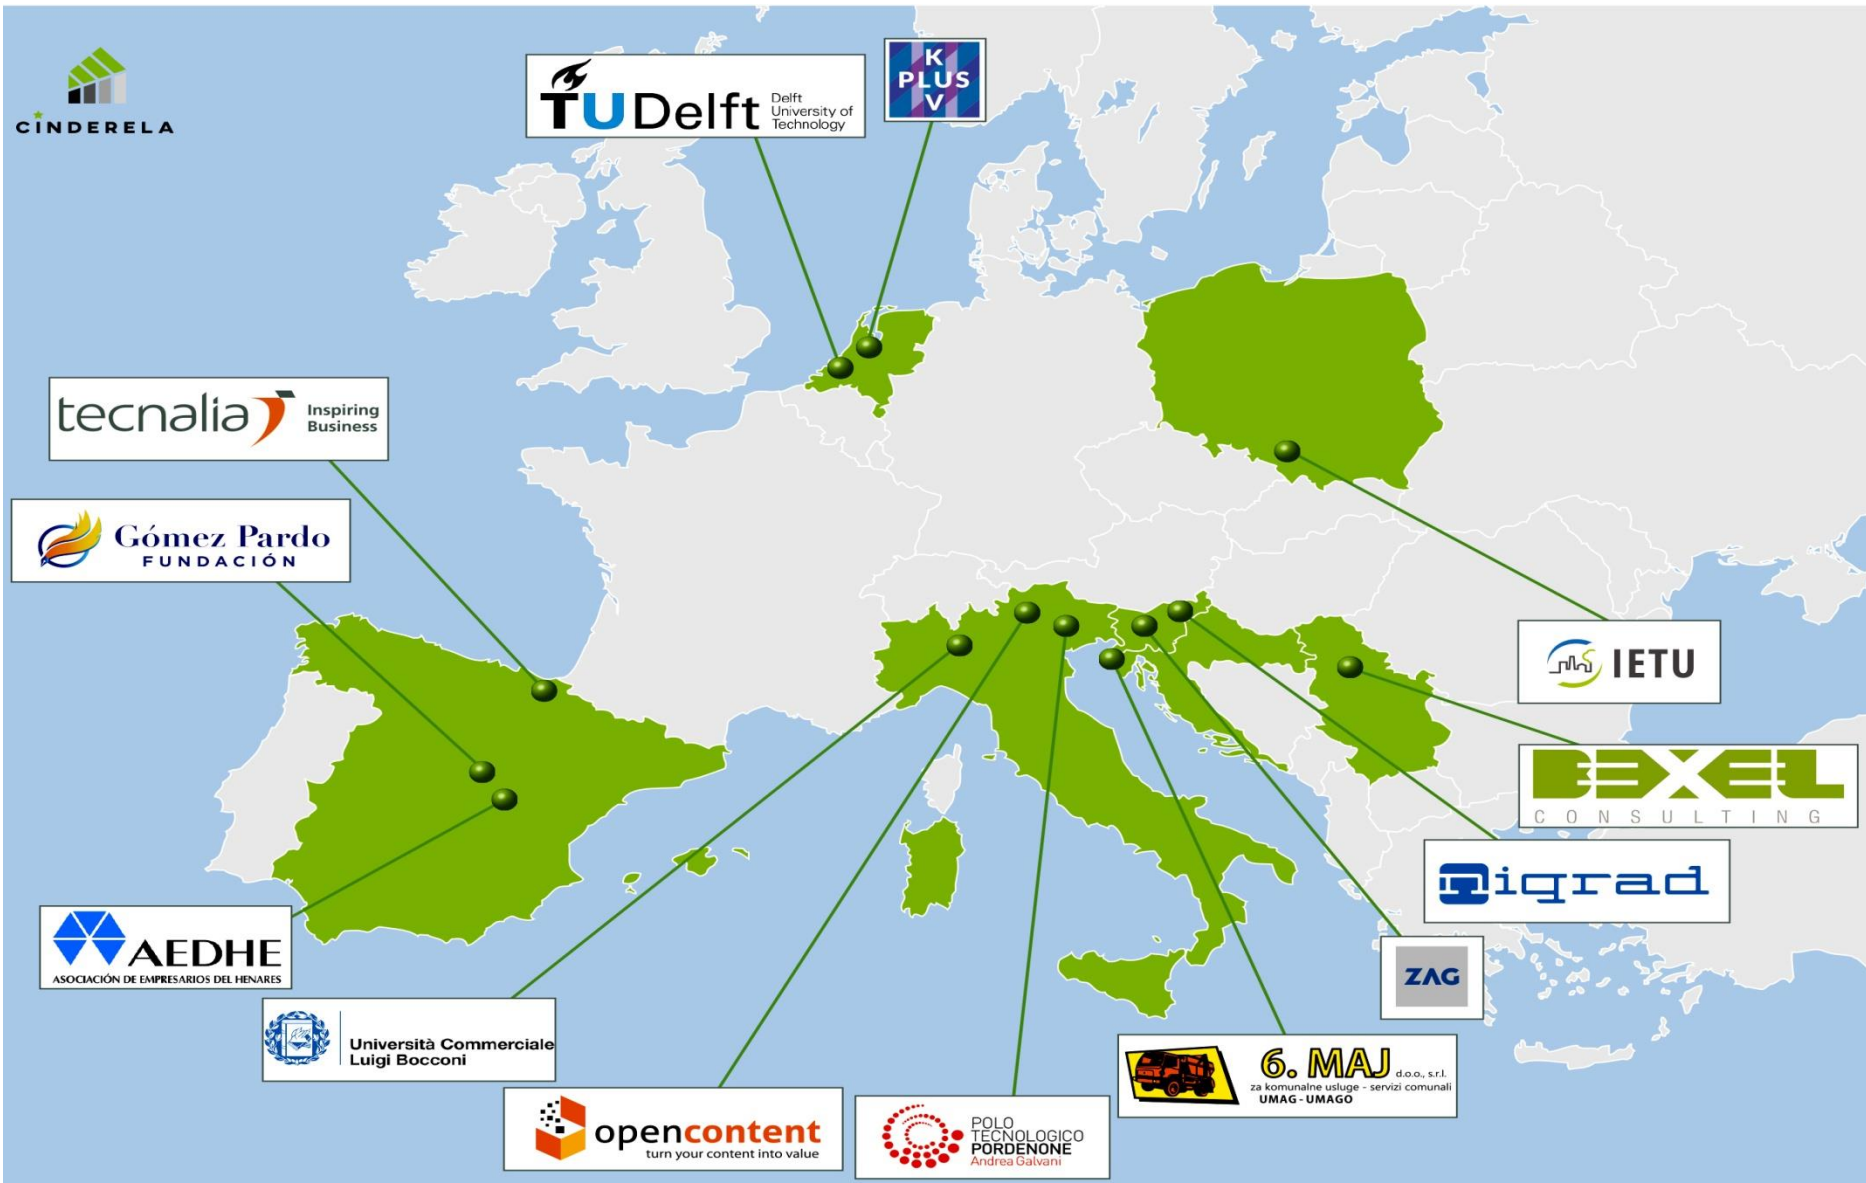 CINDERELA
TUDelft
Delft
University of
Technology
K
PLUS
V
tecnalia
Inspiring
Business
Gómez Pardo
FUNDACIÓN
IETU
BEXEL
CONSULTING
nigrad
AEDHE
ASOCIACIÓN DE EMPRESARIOS DEL HENARES
ZAG
Università Commerciale
Luigi Bocconi
6. MAJ d.o.o., s.r.l.
za komunalne usluge - servizi comunali
UMAG - UMAGO
opencontent
turn your content into value
POLO
TECNOLOGICO
PORDENONE
Andrea Galvani